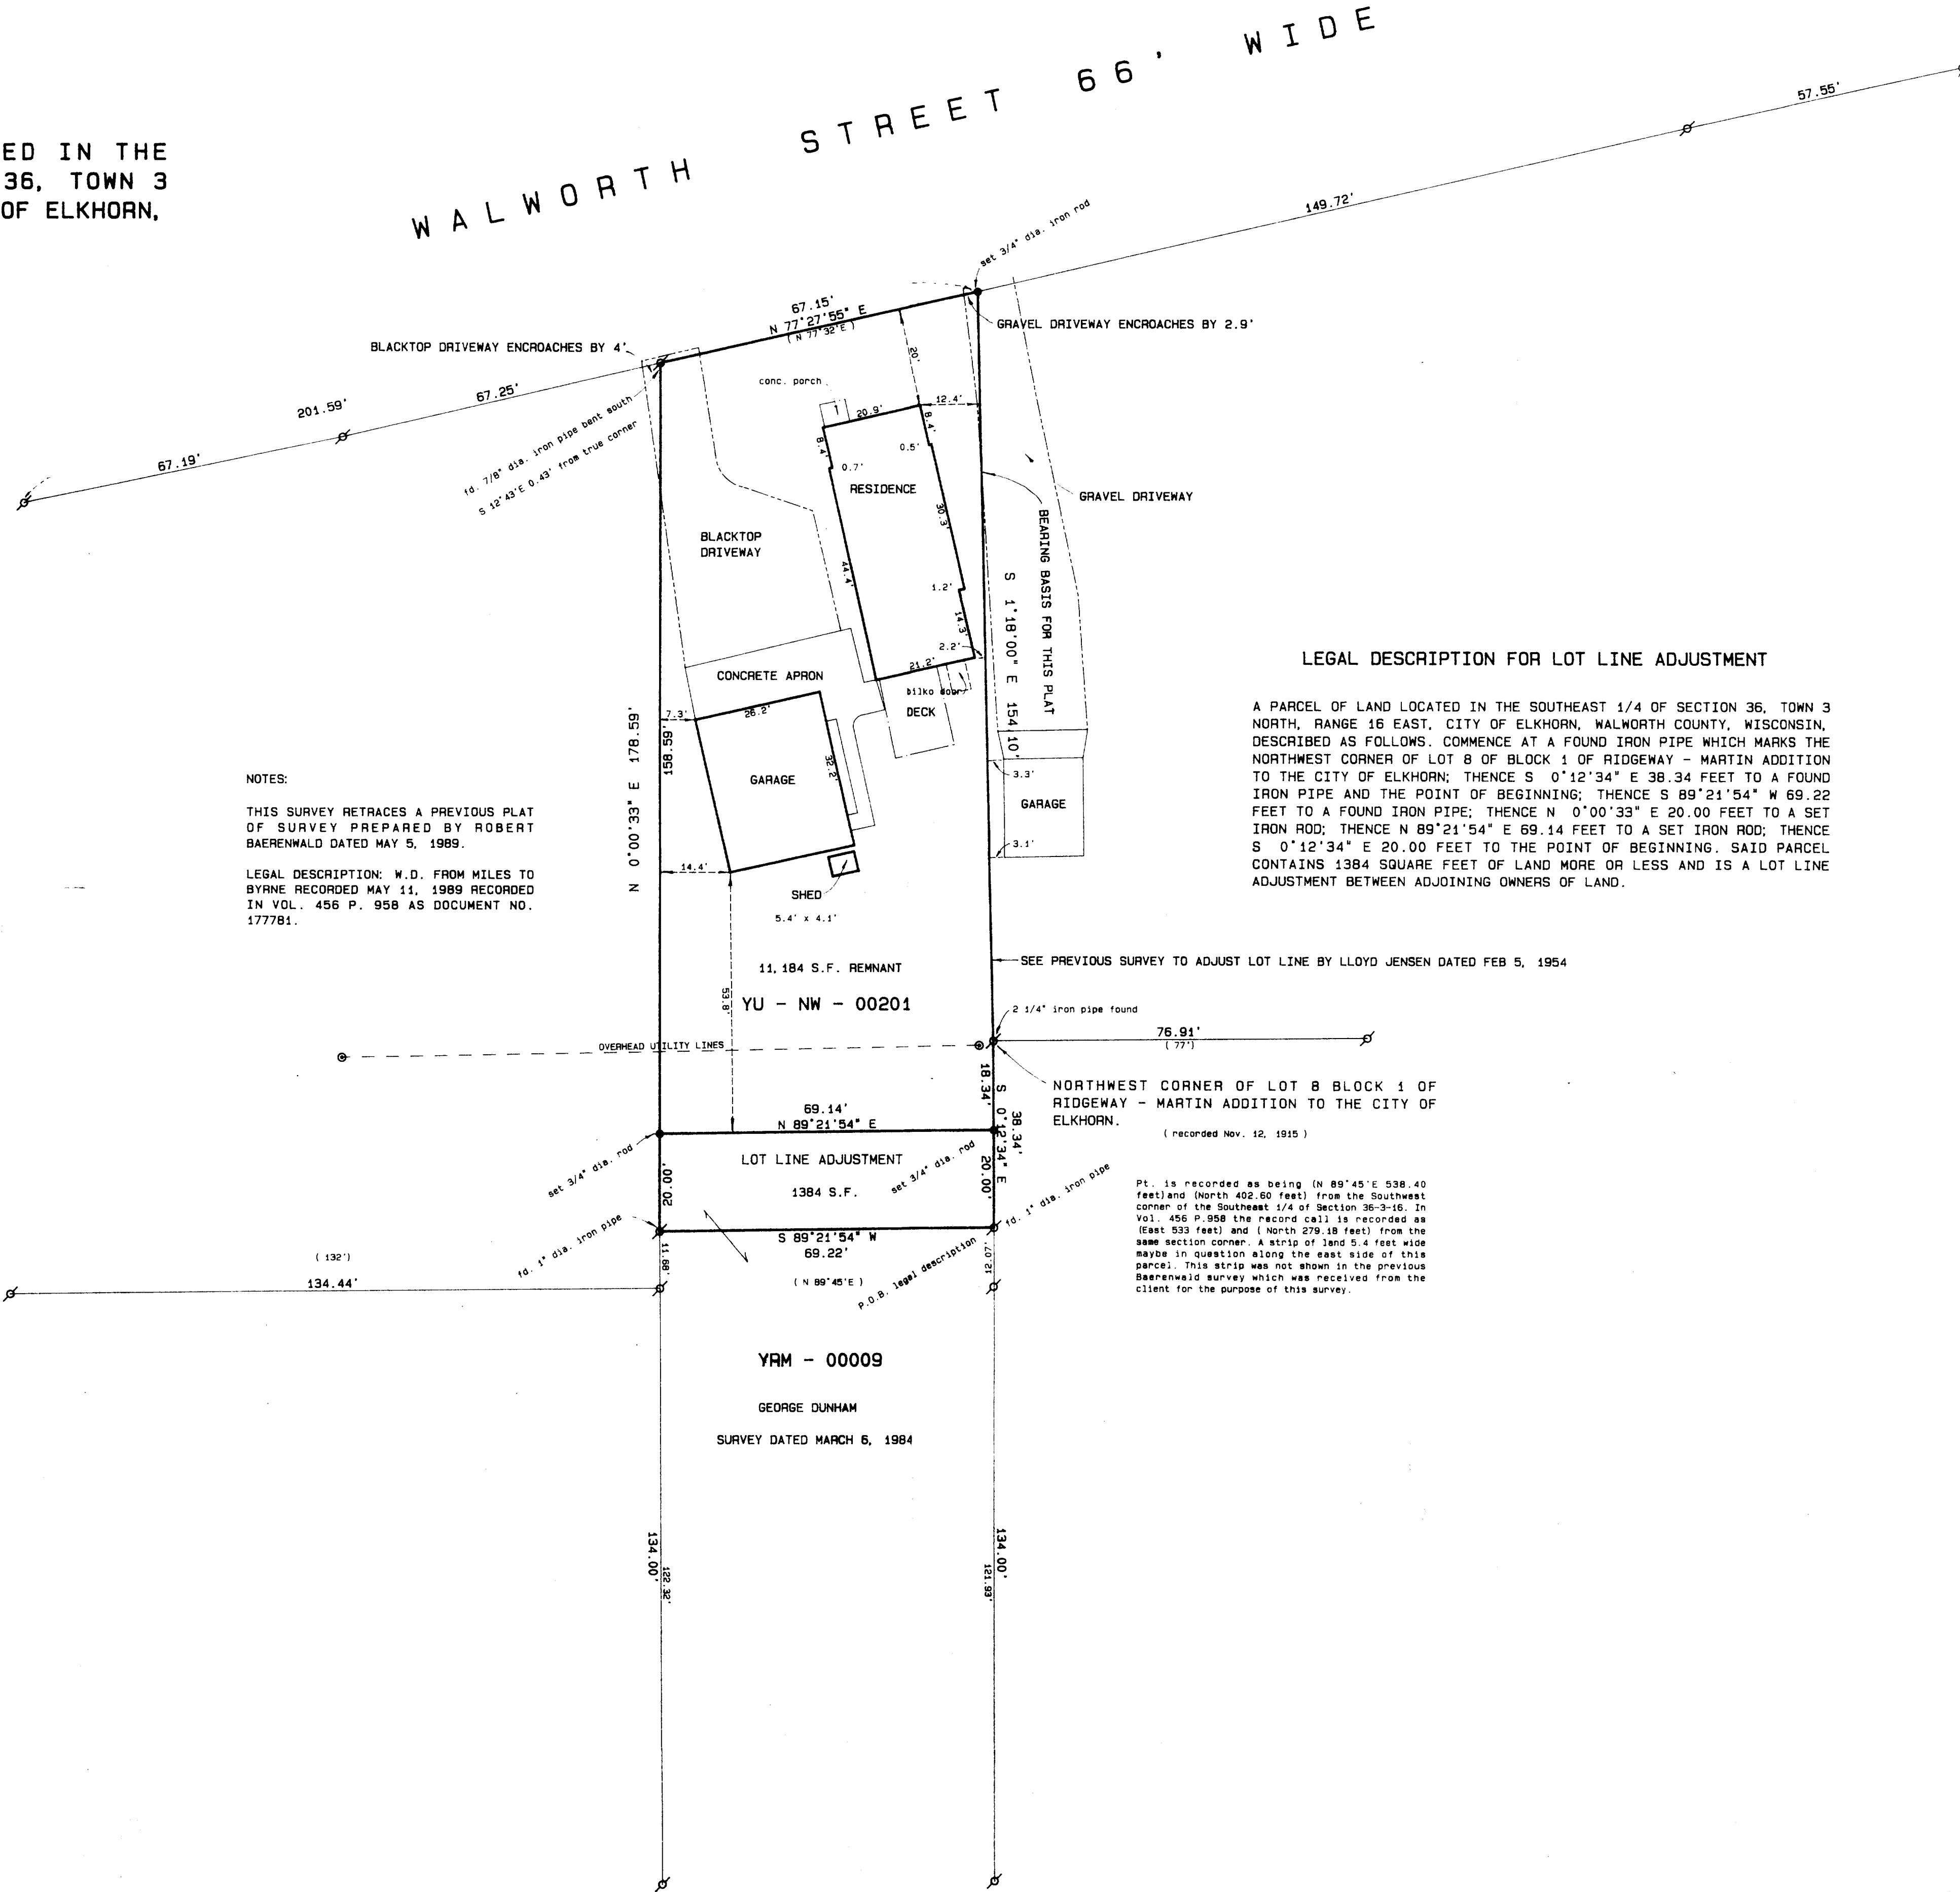 ED IN THE
36, TOWN 3
OF ELKHORN,
WALWORTH STREET 66' WIDE
57.55'
149.72'
set 3/4" dia. iron rod
67.15'
N 77°27'55" E
( N 77°32'E )
GRAVEL DRIVEWAY ENCROACHES BY 2.9'
BLACKTOP DRIVEWAY ENCROACHES BY 4'
201.59'
67.25'
67.19'
fd. 7/8" dia. iron pipe bent south
S 12°43'E 0.43' from true corner
20'
conc. porch
20.9'
12.4'
8.4'
8.4'
0.5'
0.7'
RESIDENCE
30.3'
GRAVEL DRIVEWAY
BLACKTOP
DRIVEWAY
44.4'
1.2'
14.3'
2.2'
21.2'
BEARING BASIS FOR THIS PLAT
S 1°18'00" E 154.10'
CONCRETE APRON
bilko door
DECK
7.3'
26.2'
N 0°00'33" E 178.59'
158.59'
GARAGE
32.2'
3.3'
GARAGE
3.1'
14.4'
SHED
5.4' x 4.1'
LEGAL DESCRIPTION FOR LOT LINE ADJUSTMENT
A PARCEL OF LAND LOCATED IN THE SOUTHEAST 1/4 OF SECTION 36, TOWN 3
NORTH, RANGE 16 EAST, CITY OF ELKHORN, WALWORTH COUNTY, WISCONSIN,
DESCRIBED AS FOLLOWS. COMMENCE AT A FOUND IRON PIPE WHICH MARKS THE
NORTHWEST CORNER OF LOT 8 OF BLOCK 1 OF RIDGEWAY - MARTIN ADDITION
TO THE CITY OF ELKHORN; THENCE S 0°12'34" E 38.34 FEET TO A FOUND
IRON PIPE AND THE POINT OF BEGINNING; THENCE S 89°21'54" W 69.22
FEET TO A FOUND IRON PIPE; THENCE N 0°00'33" E 20.00 FEET TO A SET
IRON ROD; THENCE N 89°21'54" E 69.14 FEET TO A SET IRON ROD; THENCE
S 0°12'34" E 20.00 FEET TO THE POINT OF BEGINNING. SAID PARCEL
CONTAINS 1384 SQUARE FEET OF LAND MORE OR LESS AND IS A LOT LINE
ADJUSTMENT BETWEEN ADJOINING OWNERS OF LAND.
NOTES:
THIS SURVEY RETRACES A PREVIOUS PLAT
OF SURVEY PREPARED BY ROBERT
BAERENWALD DATED MAY 5, 1989.
LEGAL DESCRIPTION: W.D. FROM MILES TO
BYRNE RECORDED MAY 11, 1989 RECORDED
IN VOL. 456 P. 958 AS DOCUMENT NO.
177781.
11,184 S.F. REMNANT
YU - NW - 00201
53.8'
SEE PREVIOUS SURVEY TO ADJUST LOT LINE BY LLOYD JENSEN DATED FEB 5, 1954
2 1/4" iron pipe found
76.91'
( 77')
OVERHEAD UTILITY LINES
18.34'
S 0°12'34" E
38.34'
NORTHWEST CORNER OF LOT 8 BLOCK 1 OF
RIDGEWAY - MARTIN ADDITION TO THE CITY OF
ELKHORN.
( recorded Nov. 12, 1915 )
69.14'
N 89°21'54" E
LOT LINE ADJUSTMENT
1384 S.F.
set 3/4" dia. rod
set 3/4" dia. rod
20.00'
20.00'
fd. 1" dia. iron pipe
fd. 1" dia. iron pipe
S 89°21'54" W
69.22'
( N 89°45'E )
P.O.B. legal description
11.68'
12.07'
( 132')
134.44'
Pt. is recorded as being (N 89°45'E 538.40
feet)and (North 402.60 feet) from the Southwest
corner of the Southeast 1/4 of Section 36-3-16. In
Vol. 456 P.958 the record call is recorded as
(East 533 feet) and ( North 279.18 feet) from the
same section corner. A strip of land 5.4 feet wide
maybe in question along the east side of this
parcel. This strip was not shown in the previous
Baerenwald survey which was received from the
client for the purpose of this survey.
YRM - 00009
GEORGE DUNHAM
SURVEY DATED MARCH 6, 1984
134.00'
122.32'
134.00'
121.93'